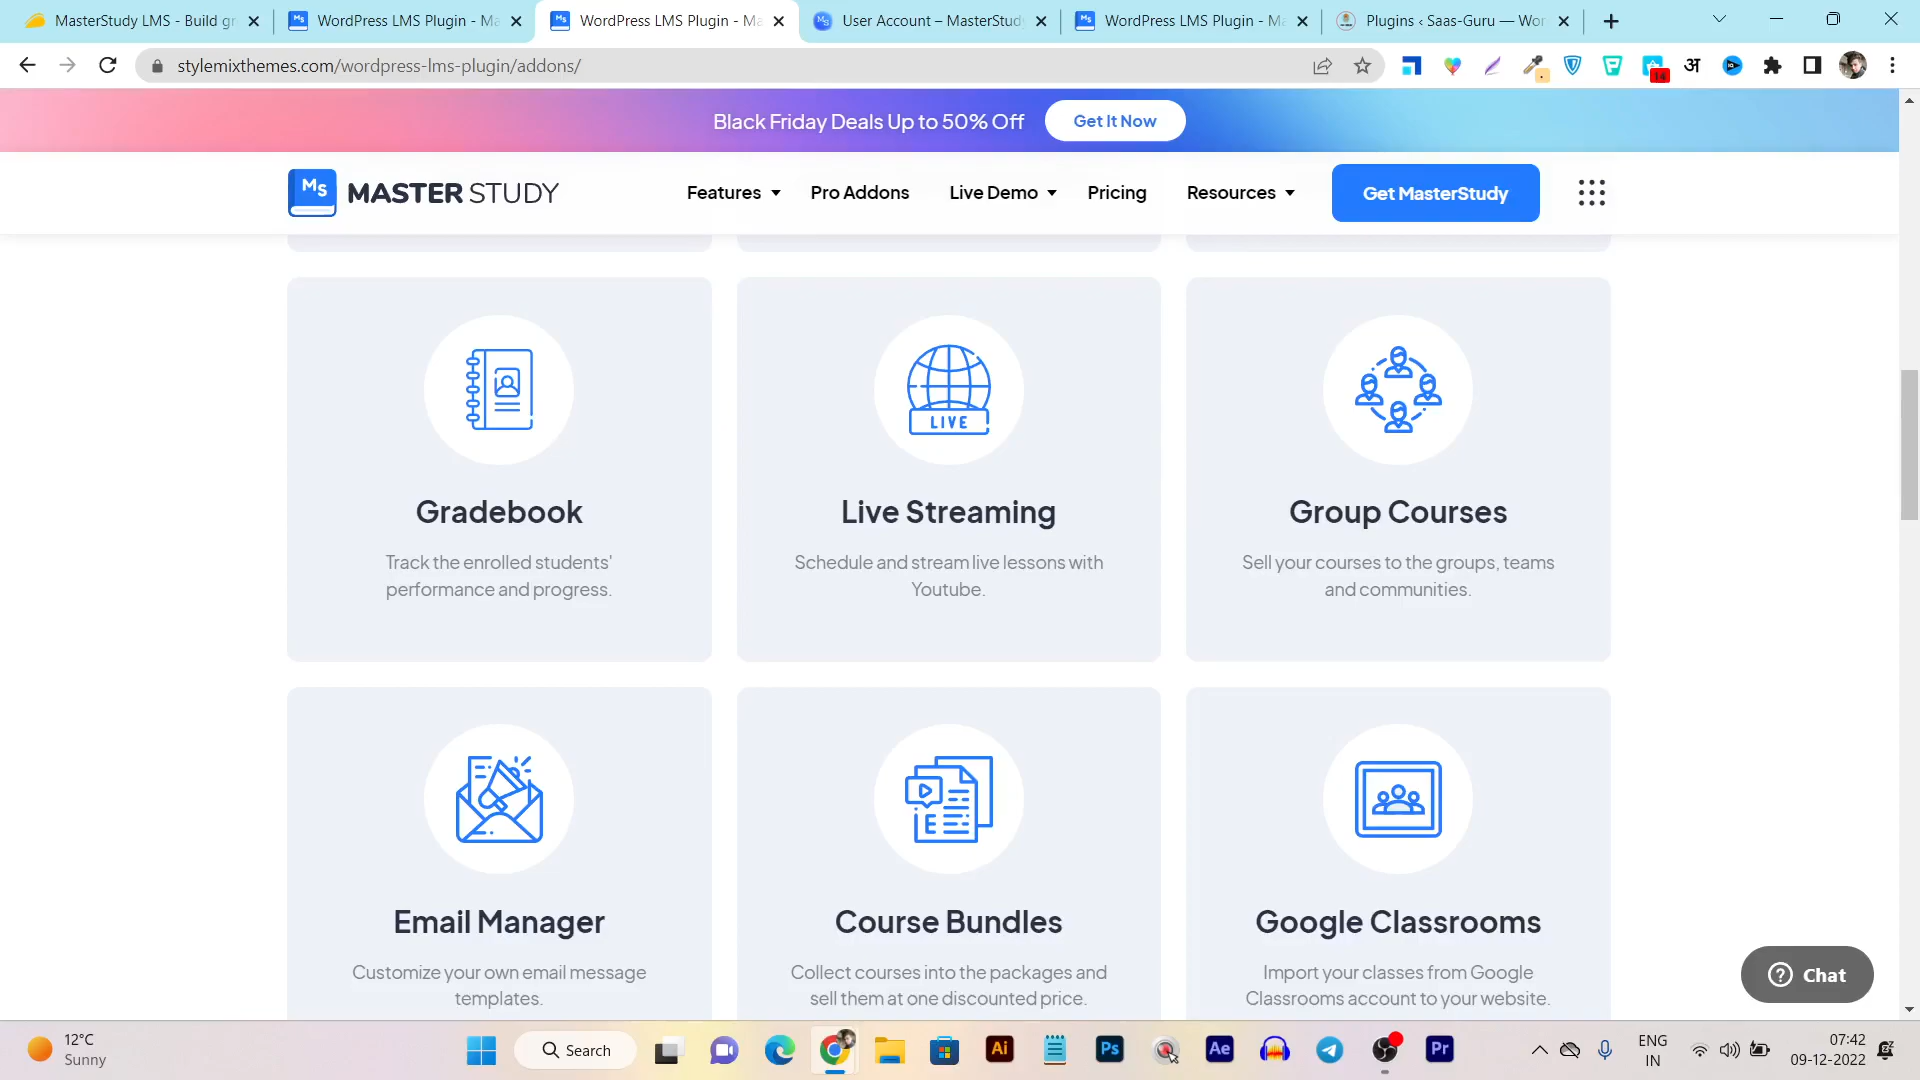 MasterStudy LMS - Build gr
WordPress LMS Plugin - Ma
WordPress LMS Plugin - Ma
User Account – MasterStudy
WordPress LMS Plugin - Ma
Plugins ‹ Saas-Guru — Wor
stylemixthemes.com/wordpress-lms-plugin/addons/
14
अ
Black Friday Deals Up to 50% Off
Get It Now
Ms
MASTER STUDY
Features
Pro Addons
Live Demo
Pricing
Resources
Get MasterStudy
LIVE
Gradebook
Live Streaming
Group Courses
Track the enrolled students'
performance and progress.
Schedule and stream live lessons with
Youtube.
Sell your courses to the groups, teams
and communities.
Email Manager
Course Bundles
Google Classrooms
Customize your own email message
templates.
Collect courses into the packages and
sell them at one discounted price.
Import your classes from Google
Classrooms account to your website.
Chat
12°C
Sunny
Search
Ai
Ps
Ae
Pr
ENG
IN
07:42
09-12-2022